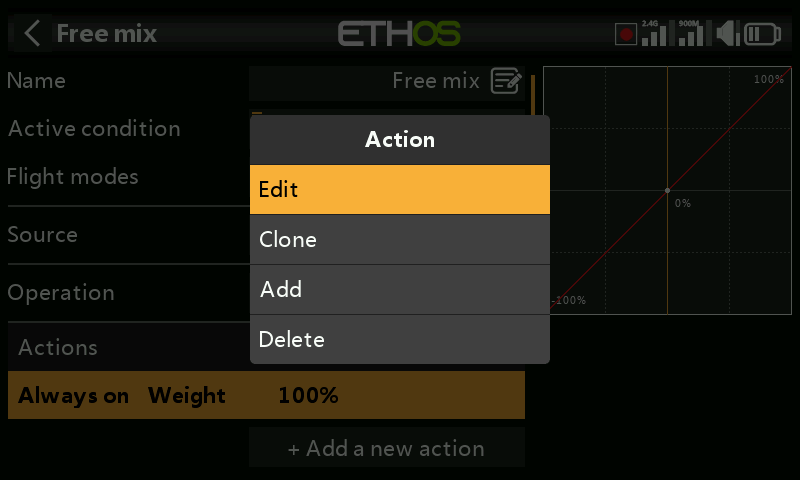 Free mix
ETHOS
2.4G
900M
Name
Free mix
100%
Active condition
Action
Flight modes
Edit
0%
Source
Clone
Operation
Add
-100%
Actions
Delete
Always on Weight 100%
+ Add a new action